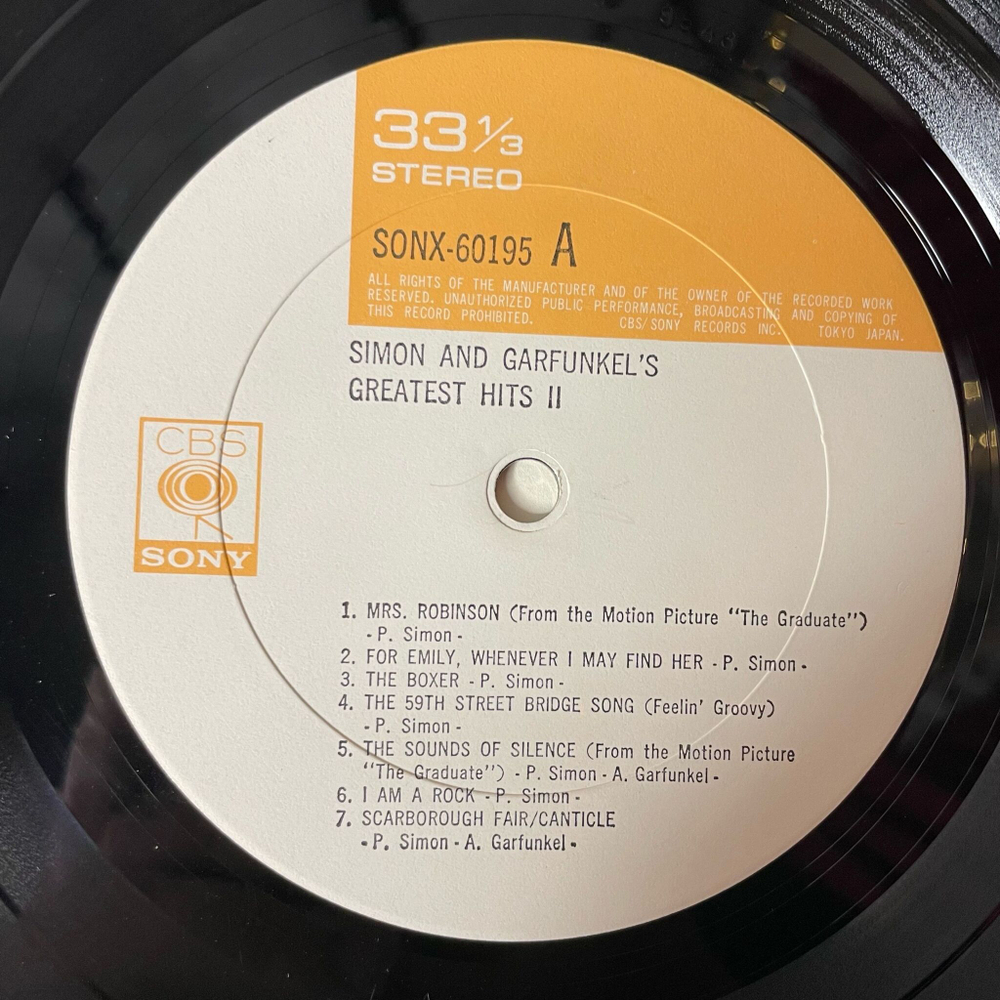 33 1/3
STEREO
SONX-60195 A
ALL RIGHTS OF THE MANUFACTURER AND OF THE OWNER OF THE RECORDED WORK
RESERVED. UNAUTHORIZED PUBLIC PERFORMANCE, BROADCASTING AND COPYING OF
THIS RECORD PROHIBITED. CBS/SONY RECORDS INC. TOKYO JAPAN.
SIMON AND GARFUNKEL'S
GREATEST HITS II
CBS
SONY
1. MRS. ROBINSON (From the Motion Picture “The Graduate”)
- P. Simon -
2. FOR EMILY, WHENEVER I MAY FIND HER - P. Simon -
3. THE BOXER - P. Simon -
4. THE 59TH STREET BRIDGE SONG (Feelin' Groovy)
- P. Simon -
5. THE SOUNDS OF SILENCE (From the Motion Picture
“The Graduate”) - P. Simon - A. Garfunkel -
6. I AM A ROCK - P. Simon -
7. SCARBOROUGH FAIR/CANTICLE
- P. Simon - A. Garfunkel -